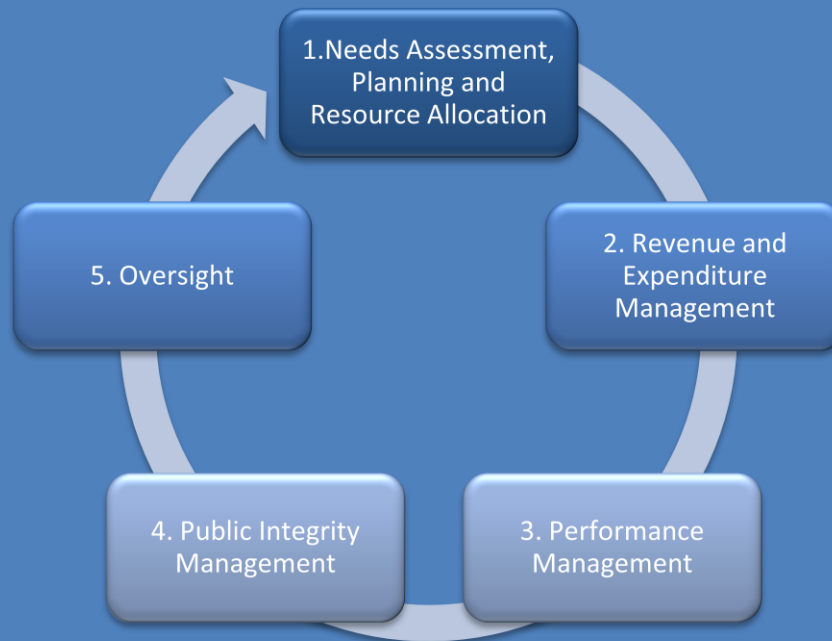 1.Needs Assessment,
Planning and
Resource Allocation
2. Revenue and
Expenditure
Management
3. Performance
Management
4. Public Integrity
Management
5. Oversight